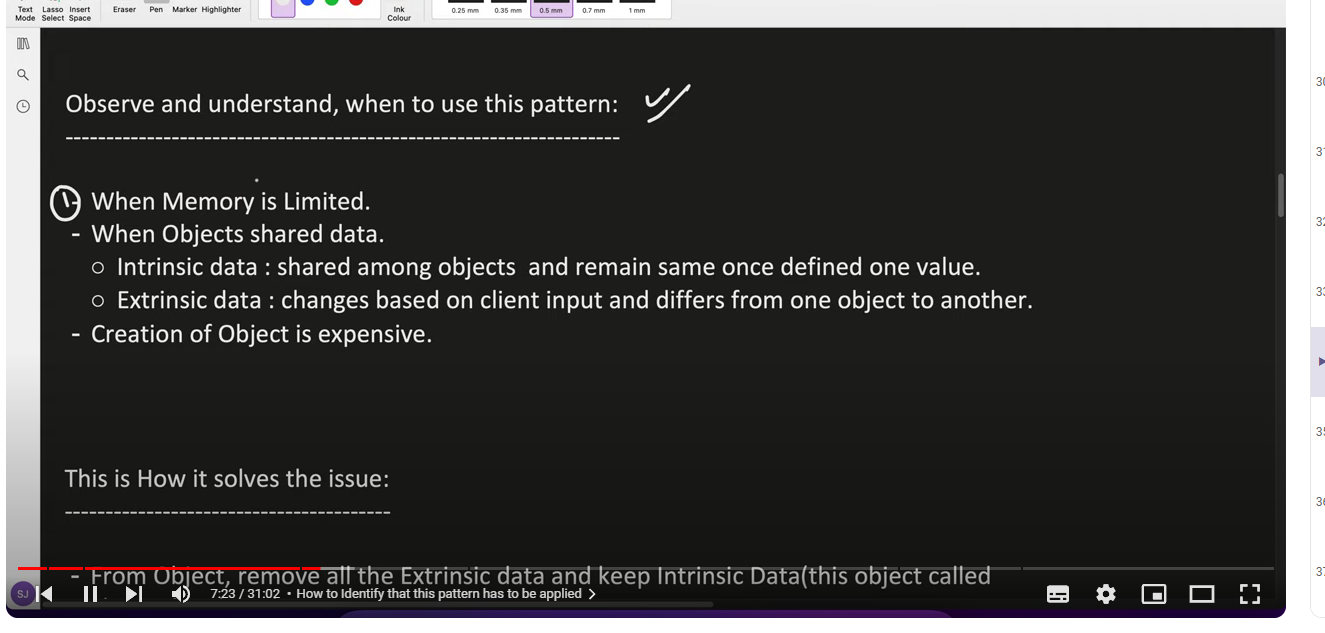 Text Mode
Lasso Select
Insert Space
Eraser
Pen
Marker
Highlighter
Ink Colour
0.25 mm
0.35 mm
0.5 mm
0.7 mm
1 mm
Observe and understand, when to use this pattern:
----------------------------------------------------------------------
When Memory is Limited.
- When Objects shared data.
○ Intrinsic data : shared among objects  and remain same once defined one value.
○ Extrinsic data : changes based on client input and differs from one object to another.
- Creation of Object is expensive.
This is How it solves the issue:
-----------------------------------------
- From Object, remove all the Extrinsic data and keep Intrinsic Data(this object called
SJ
7:23 / 31:02 • How to Identify that this pattern has to be applied >